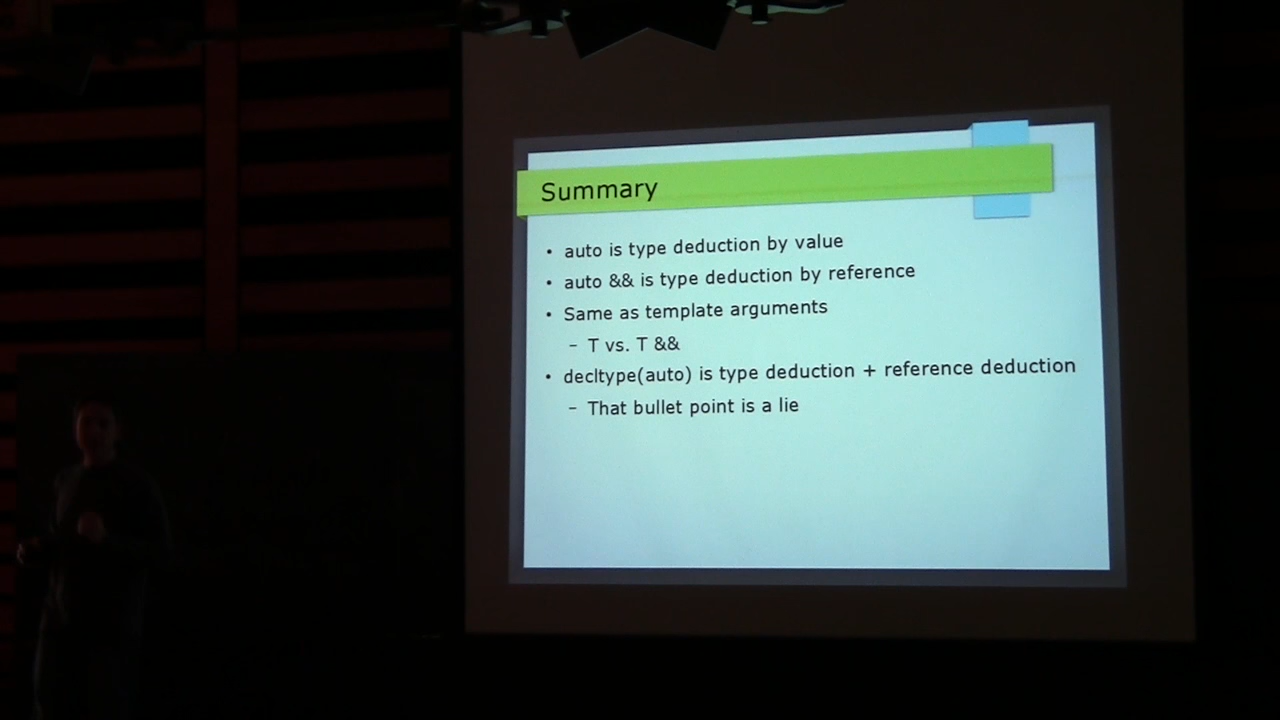 Summary
• auto is type deduction by value
• auto && is type deduction by reference
• Same as template arguments
– T vs. T &&
• decltype(auto) is type deduction + reference deduction
– That bullet point is a lie